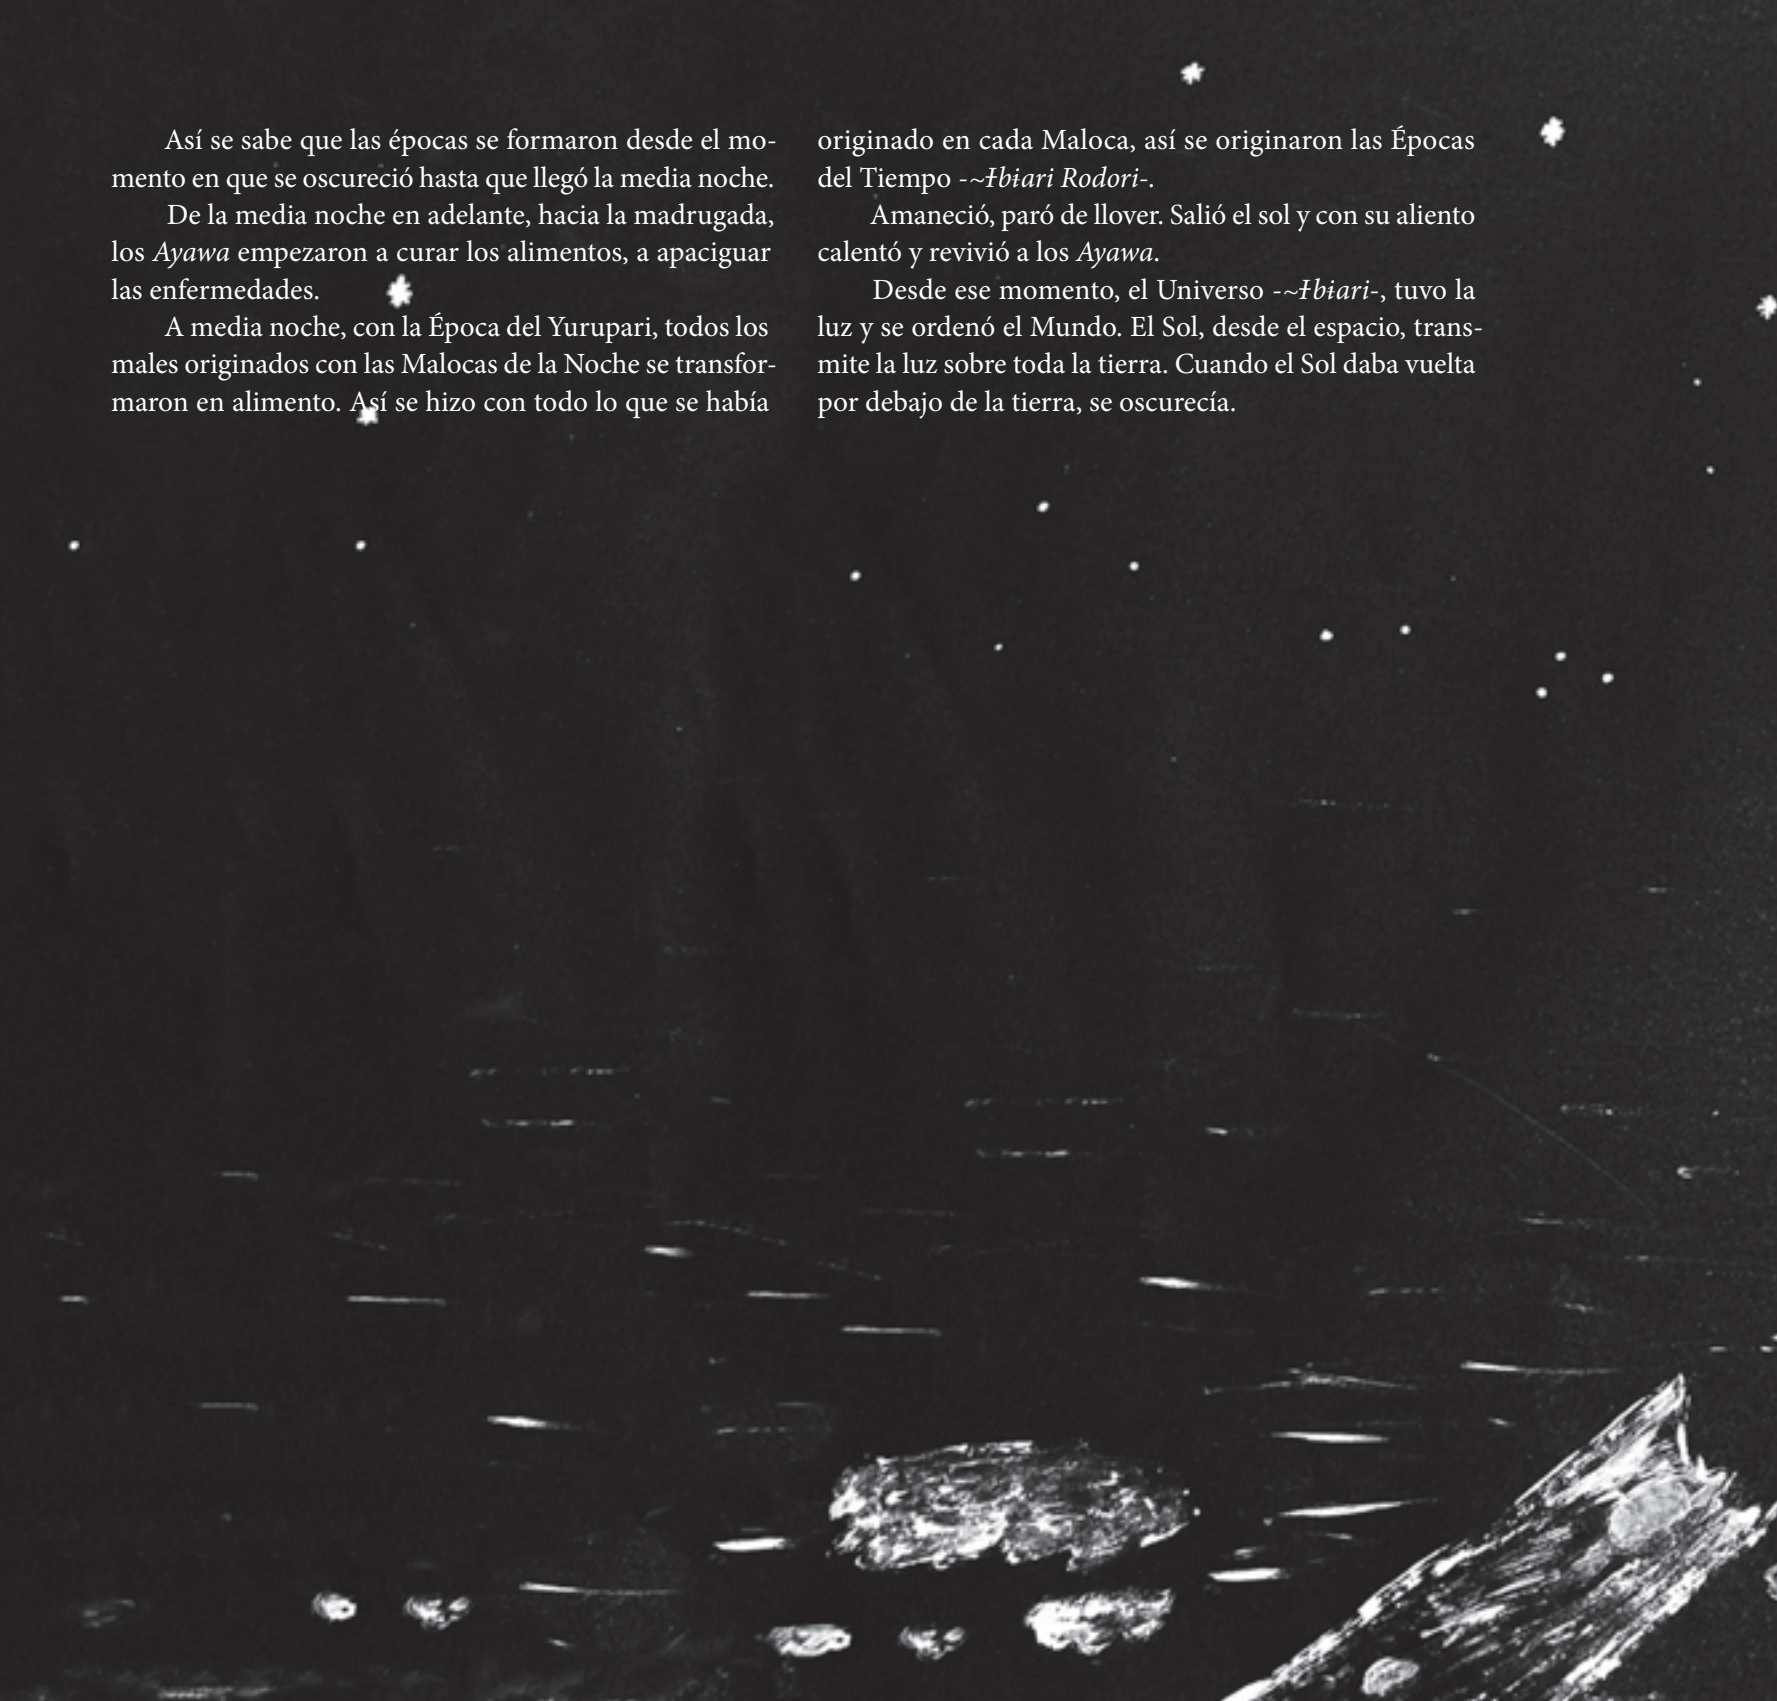 Así se sabe que las épocas se formaron desde el mo-
mento en que se oscureció hasta que llegó la media noche.
De la media noche en adelante, hacia la madrugada,
los Ayawa empezaron a curar los alimentos, a apaciguar
las enfermedades.
A media noche, con la Época del Yurupari, todos los
males originados con las Malocas de la Noche se transfor-
maron en alimento. Así se hizo con todo lo que se había
originado en cada Maloca, así se originaron las Épocas
del Tiempo -~Ɨbɨari Rodori-.
Amaneció, paró de llover. Salió el sol y con su aliento
calentó y revivió a los Ayawa.
Desde ese momento, el Universo -~Ɨbɨari-, tuvo la
luz y se ordenó el Mundo. El Sol, desde el espacio, trans-
mite la luz sobre toda la tierra. Cuando el Sol daba vuelta
por debajo de la tierra, se oscurecía.